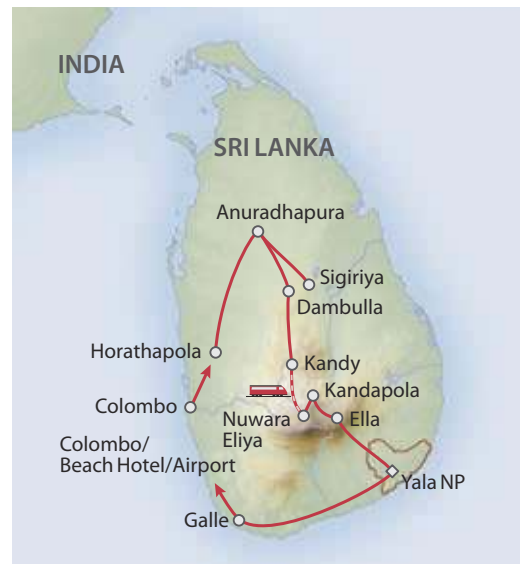 INDIA
SRI LANKA
Anuradhapura
Sigiriya
Dambulla
Horathapola
Kandy
Kandapola
Colombo
Nuwara
Eliya
Ella
Colombo/
Beach Hotel/Airport
Yala NP
Galle